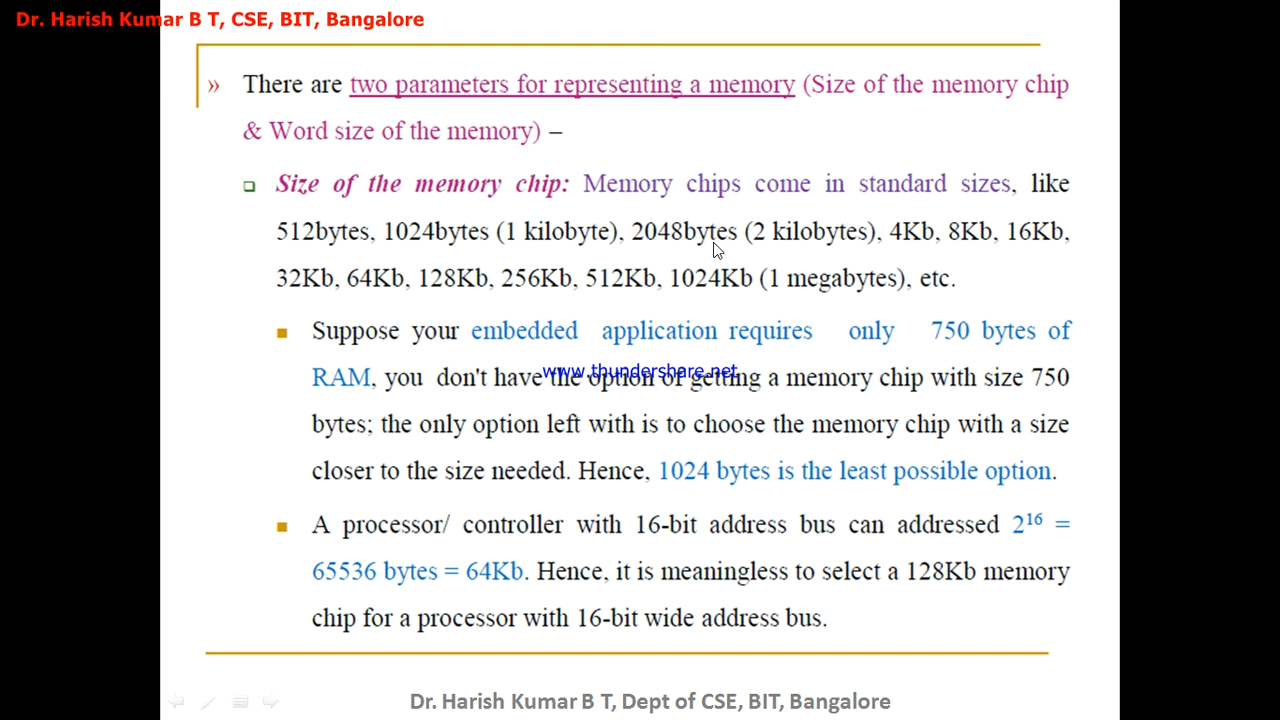 Dr. Harish Kumar B T, CSE, BIT, Bangalore
» There are two parameters for representing a memory (Size of the memory chip
& Word size of the memory) –
Size of the memory chip: Memory chips come in standard sizes, like
512bytes, 1024bytes (1 kilobyte), 2048bytes (2 kilobytes), 4Kb, 8Kb, 16Kb,
32Kb, 64Kb, 128Kb, 256Kb, 512Kb, 1024Kb (1 megabytes), etc.
Suppose your embedded application requires only 750 bytes of
www.thundershare.net
RAM, you don't have the option of getting a memory chip with size 750
bytes; the only option left with is to choose the memory chip with a size
closer to the size needed. Hence, 1024 bytes is the least possible option.
A processor/ controller with 16-bit address bus can addressed 2¹⁶ =
65536 bytes = 64Kb. Hence, it is meaningless to select a 128Kb memory
chip for a processor with 16-bit wide address bus.
Dr. Harish Kumar B T, Dept of CSE, BIT, Bangalore